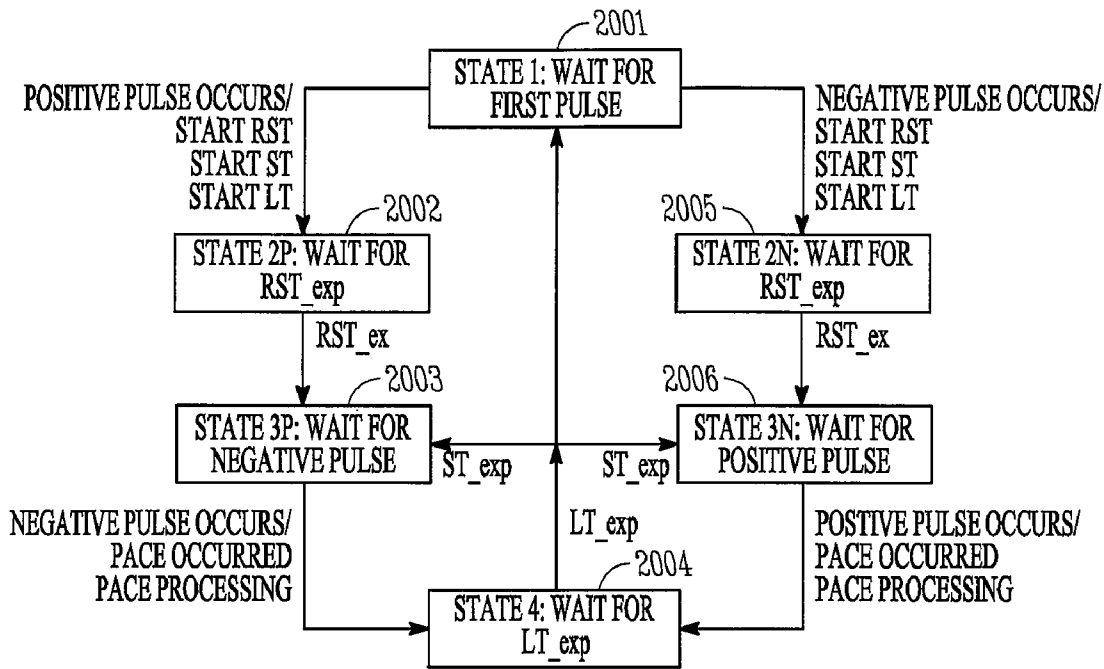 2001
STATE 1: WAIT FOR
FIRST PULSE
POSITIVE PULSE OCCURS/
START RST
START ST
START LT
NEGATIVE PULSE OCCURS/
START RST
START ST
START LT
2002
STATE 2P: WAIT FOR
RST_exp
2005
STATE 2N: WAIT FOR
RST_exp
RST_ex
RST_ex
2003
STATE 3P: WAIT FOR
NEGATIVE PULSE
2006
STATE 3N: WAIT FOR
POSITIVE PULSE
ST_exp
ST_exp
NEGATIVE PULSE OCCURS/
PACE OCCURRED
PACE PROCESSING
LT_exp
POSTIVE PULSE OCCURS/
PACE OCCURRED
PACE PROCESSING
2004
STATE 4: WAIT FOR
LT_exp